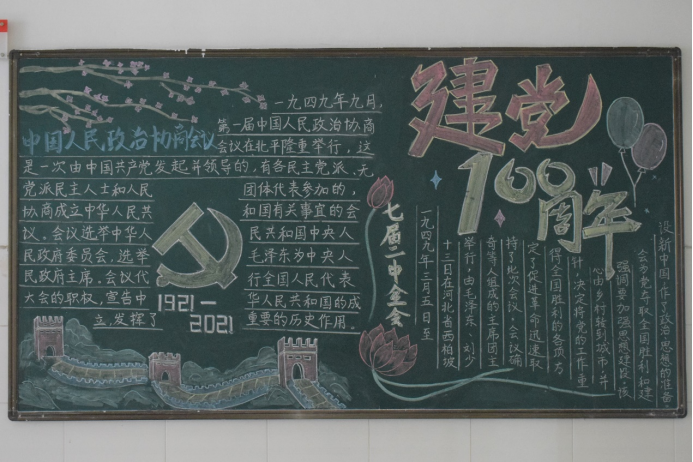 建党
100周年
中国人民政治协商会议
一九四九年九月,
第一届中国人民政治协商
会议在北平隆重举行,这
是一次由中国共产党发起并领导的,有各民主党派、无
党派民主人士和人民
团体代表参加的,
协商成立中华人民共
和国有关事宜的会
议。会议选举中华人
民共和国中央人
民政府委员会,选举
毛泽东为中央人
民政府主席。会议代
行全国人民代表
大会的职权,宣告中
华人民共和国的成
立,发挥了
重要的历史作用。
1921—
2021
七届二中全会
一九四九年三月五日至
十三日在河北省西柏坡
举行,由毛泽东、刘少
奇等人组成的主席团主
持了此次会议,会议确
定了促进革命迅速取
得全国胜利的各项方
针,决定将党的工作重
心由乡村转到城市,并
强调要加强思想建设,该
会为党夺取全国胜利和建
设新中国,作了政治、思想的准备。